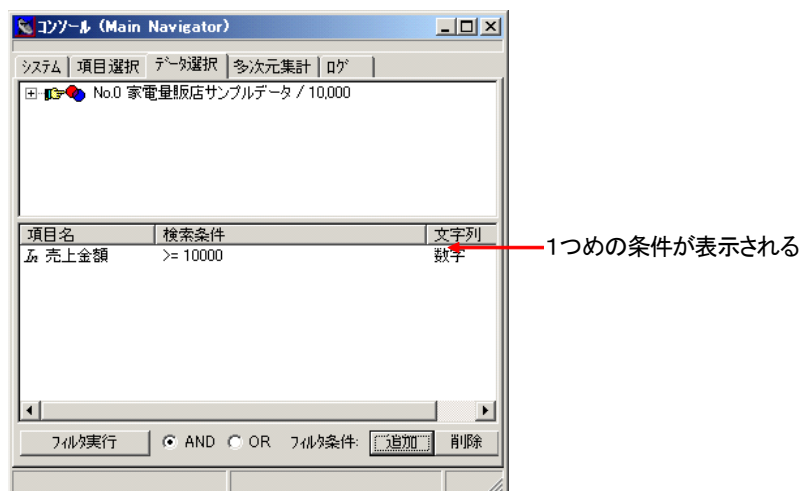 コンソール (Main Navigator)
システム 項目選択 データ選択 多次元集計 ログ
No.0 家電量販店サンプルデータ / 10,000
項目名 検索条件 文字列
売上金額 >= 10000 数字
1つめの条件が表示される
フィルタ実行 AND OR フィルタ条件: 追加 削除